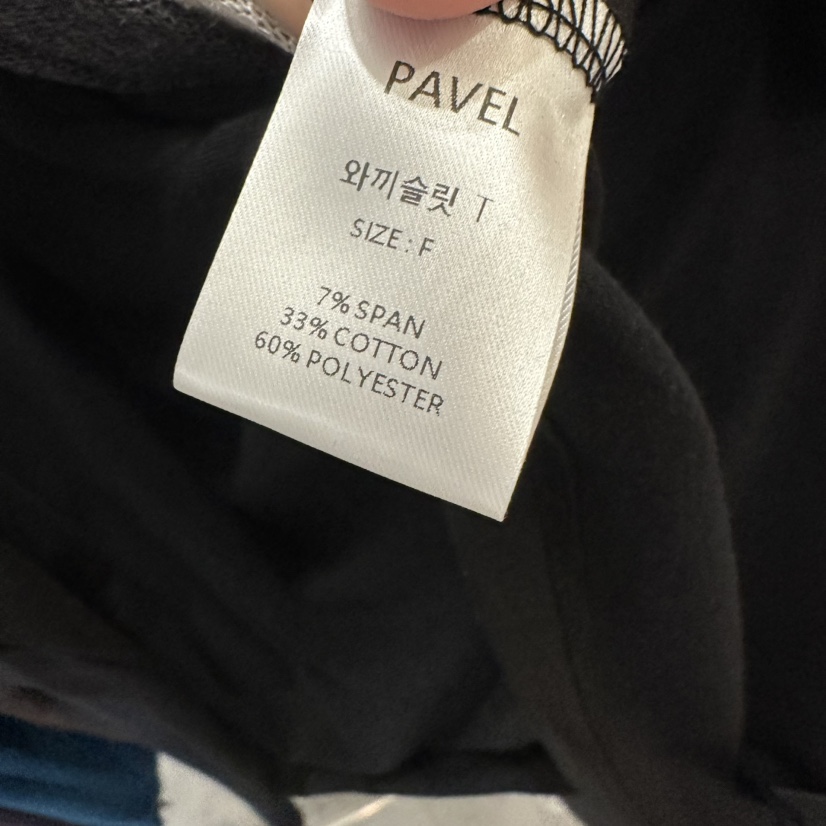 PAVEL
와끼슬릿 T
SIZE : F
7% SPAN
33% COTTON
60% POLYESTER